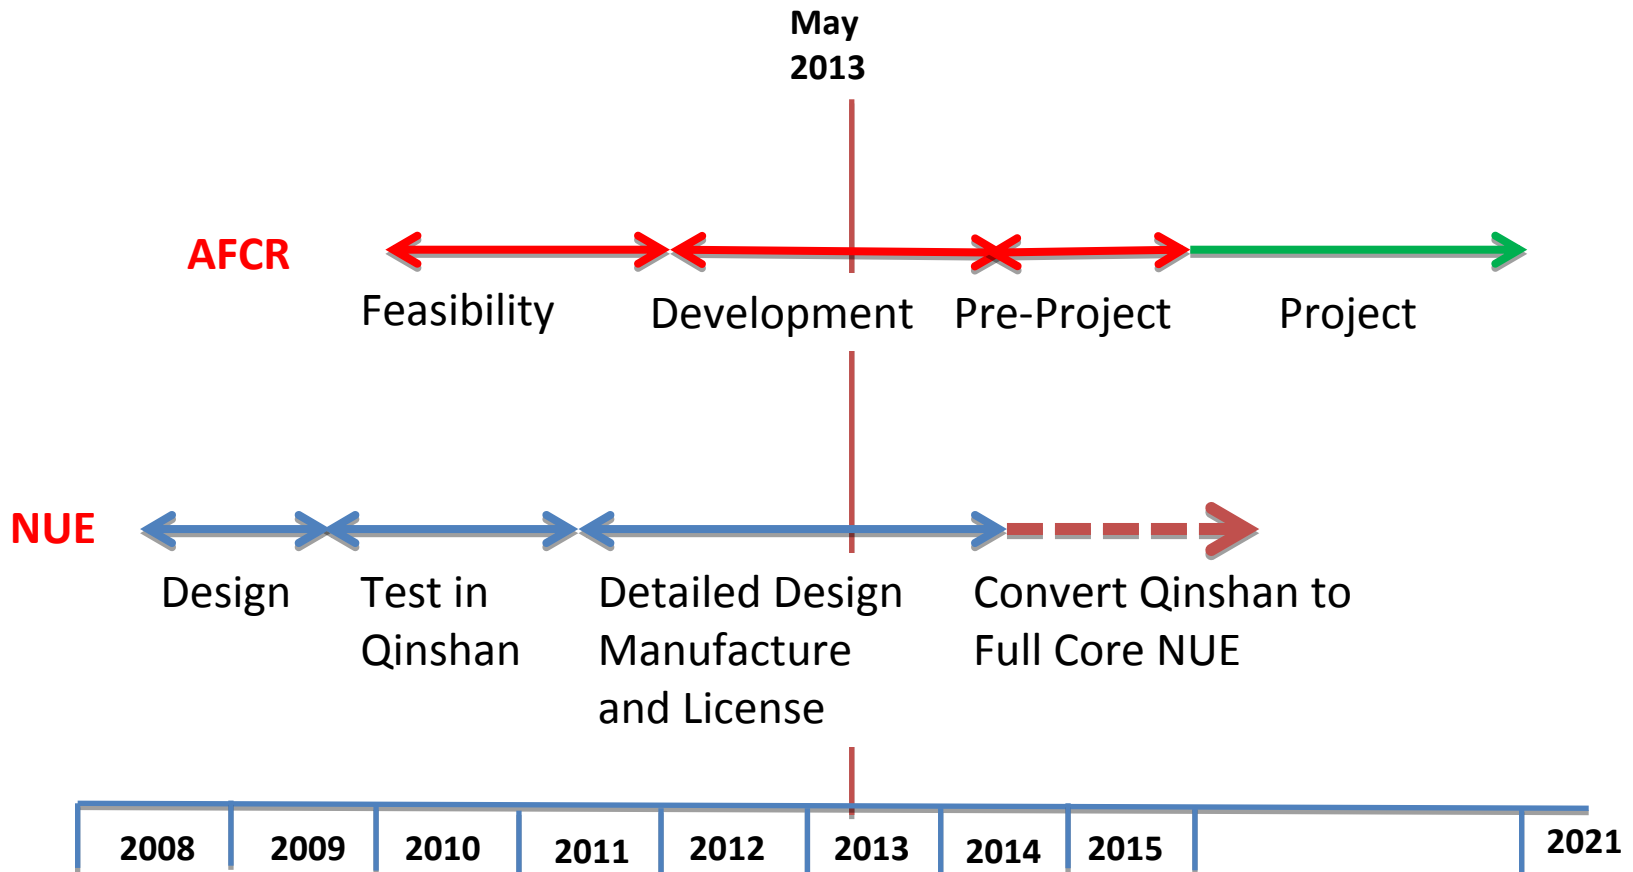 May
2013
AFCR
Feasibility
Development
Pre-Project
Project
NUE
Design
Test in
Qinshan
Detailed Design
Manufacture
and License
Convert Qinshan to
Full Core NUE
2008
2009
2010
2011
2012
2013
2014
2015
2021